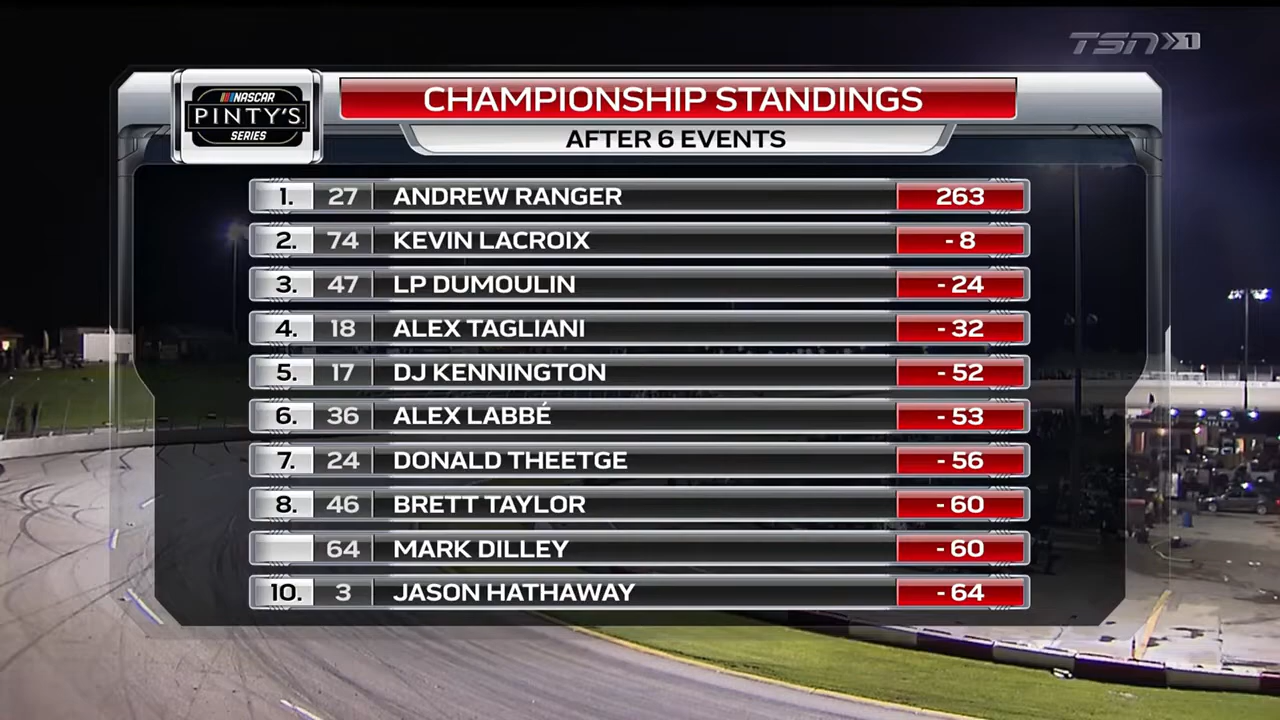 TSN 1
NASCAR
PINTY'S
SERIES
CHAMPIONSHIP STANDINGS
AFTER 6 EVENTS
1. 27 ANDREW RANGER 263
2. 74 KEVIN LACROIX - 8
3. 47 LP DUMOULIN - 24
4. 18 ALEX TAGLIANI - 32
5. 17 DJ KENNINGTON - 52
6. 36 ALEX LABBÉ - 53
7. 24 DONALD THEETGE - 56
8. 46 BRETT TAYLOR - 60
64 MARK DILLEY - 60
10. 3 JASON HATHAWAY - 64